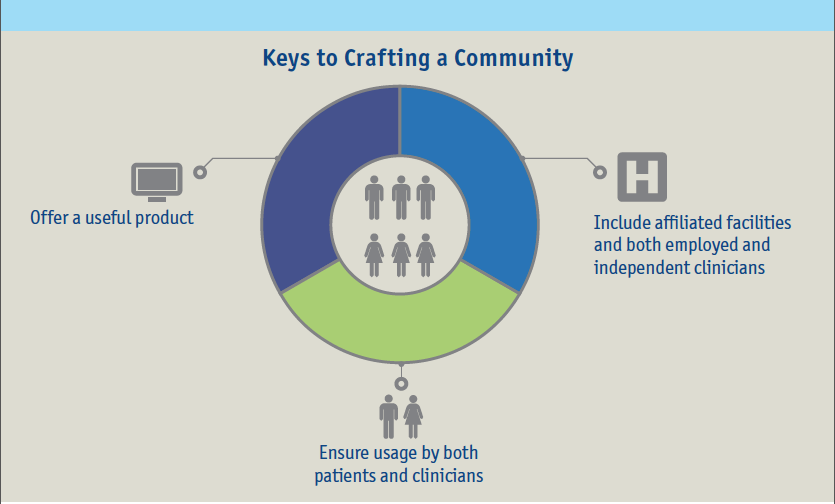 Keys to Crafting a Community
Offer a useful product
Include affiliated facilities
and both employed and
independent clinicians
Ensure usage by both
patients and clinicians